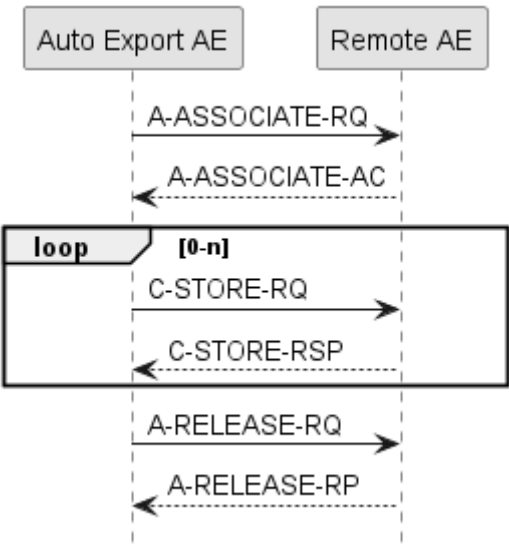 Auto Export AE
Remote AE
A-ASSOCIATE-RQ
A-ASSOCIATE-AC
loop
[0-n]
C-STORE-RQ
C-STORE-RSP
A-RELEASE-RQ
A-RELEASE-RP